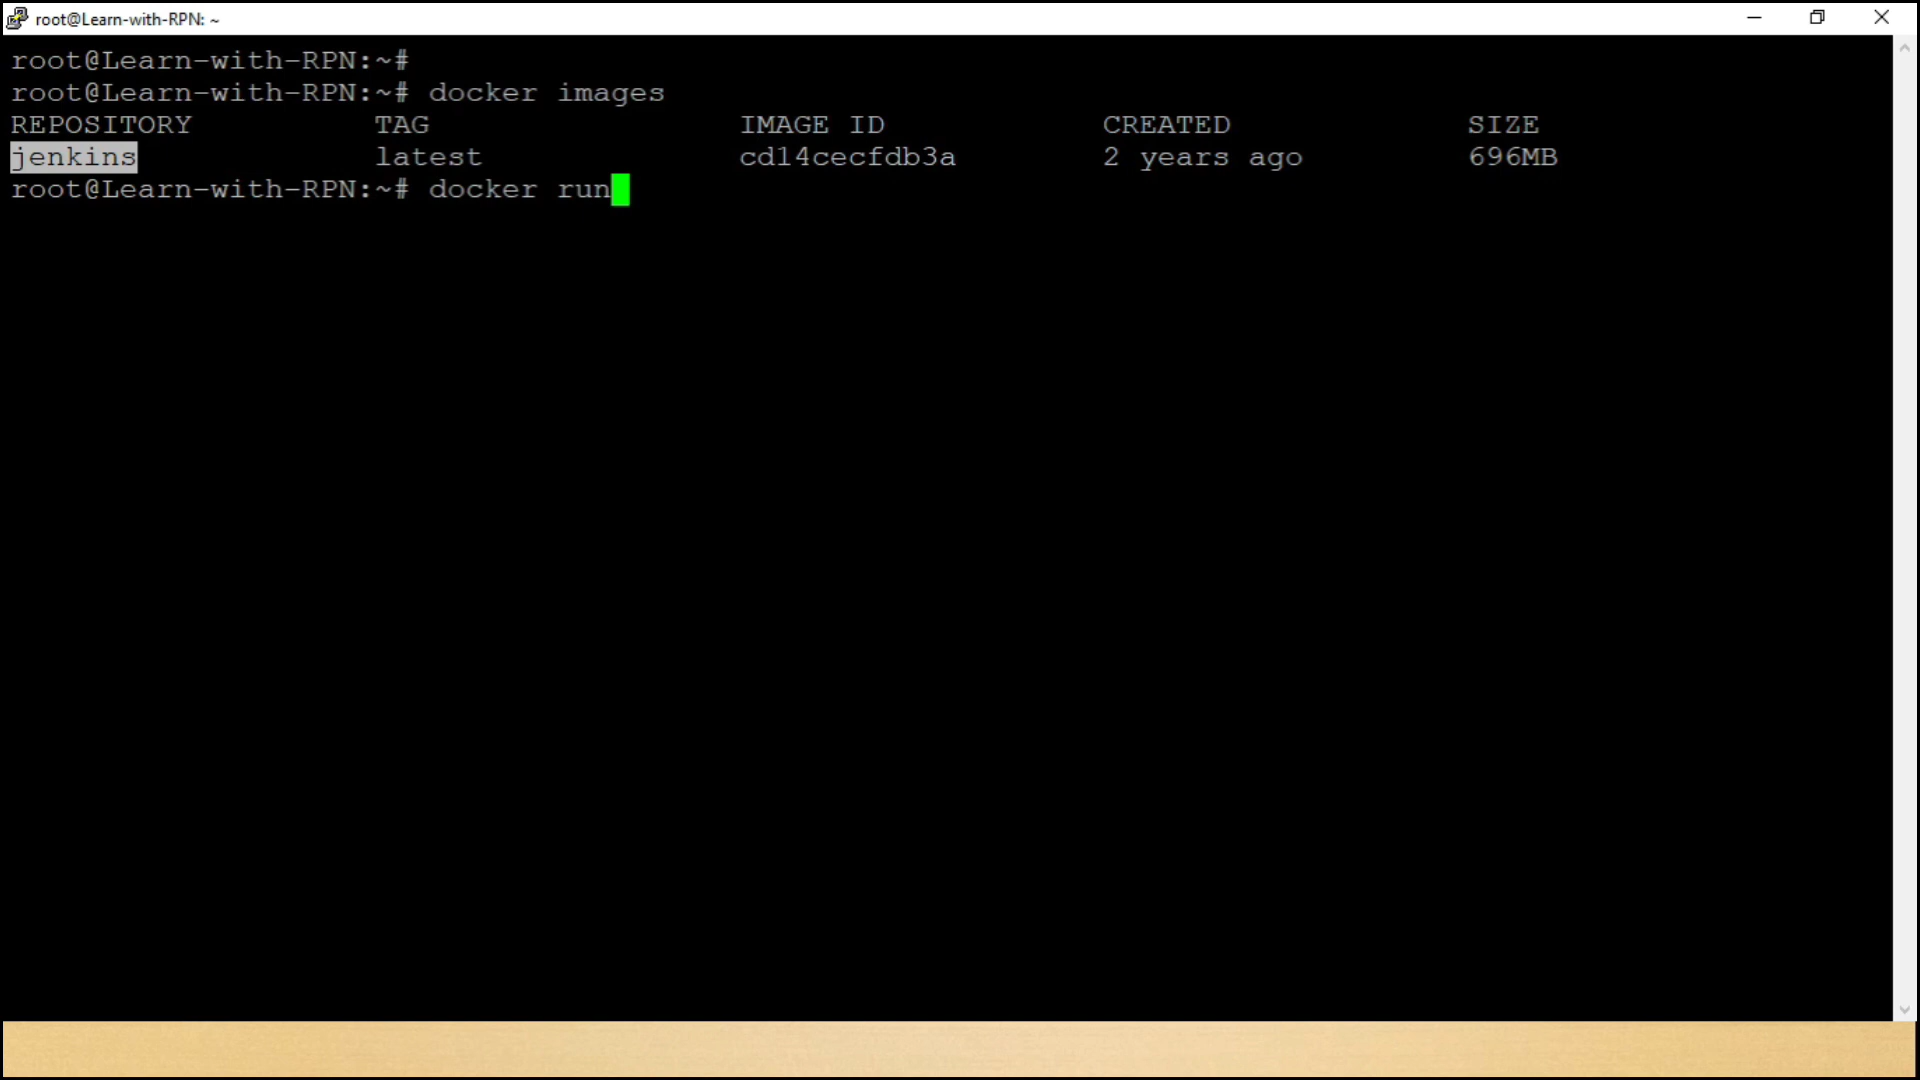 root@Learn-with-RPN: ~
root@Learn-with-RPN:~#
root@Learn-with-RPN:~# docker images
REPOSITORY TAG IMAGE ID CREATED SIZE
jenkins latest cd14cecfdb3a 2 years ago 696MB
root@Learn-with-RPN:~# docker run